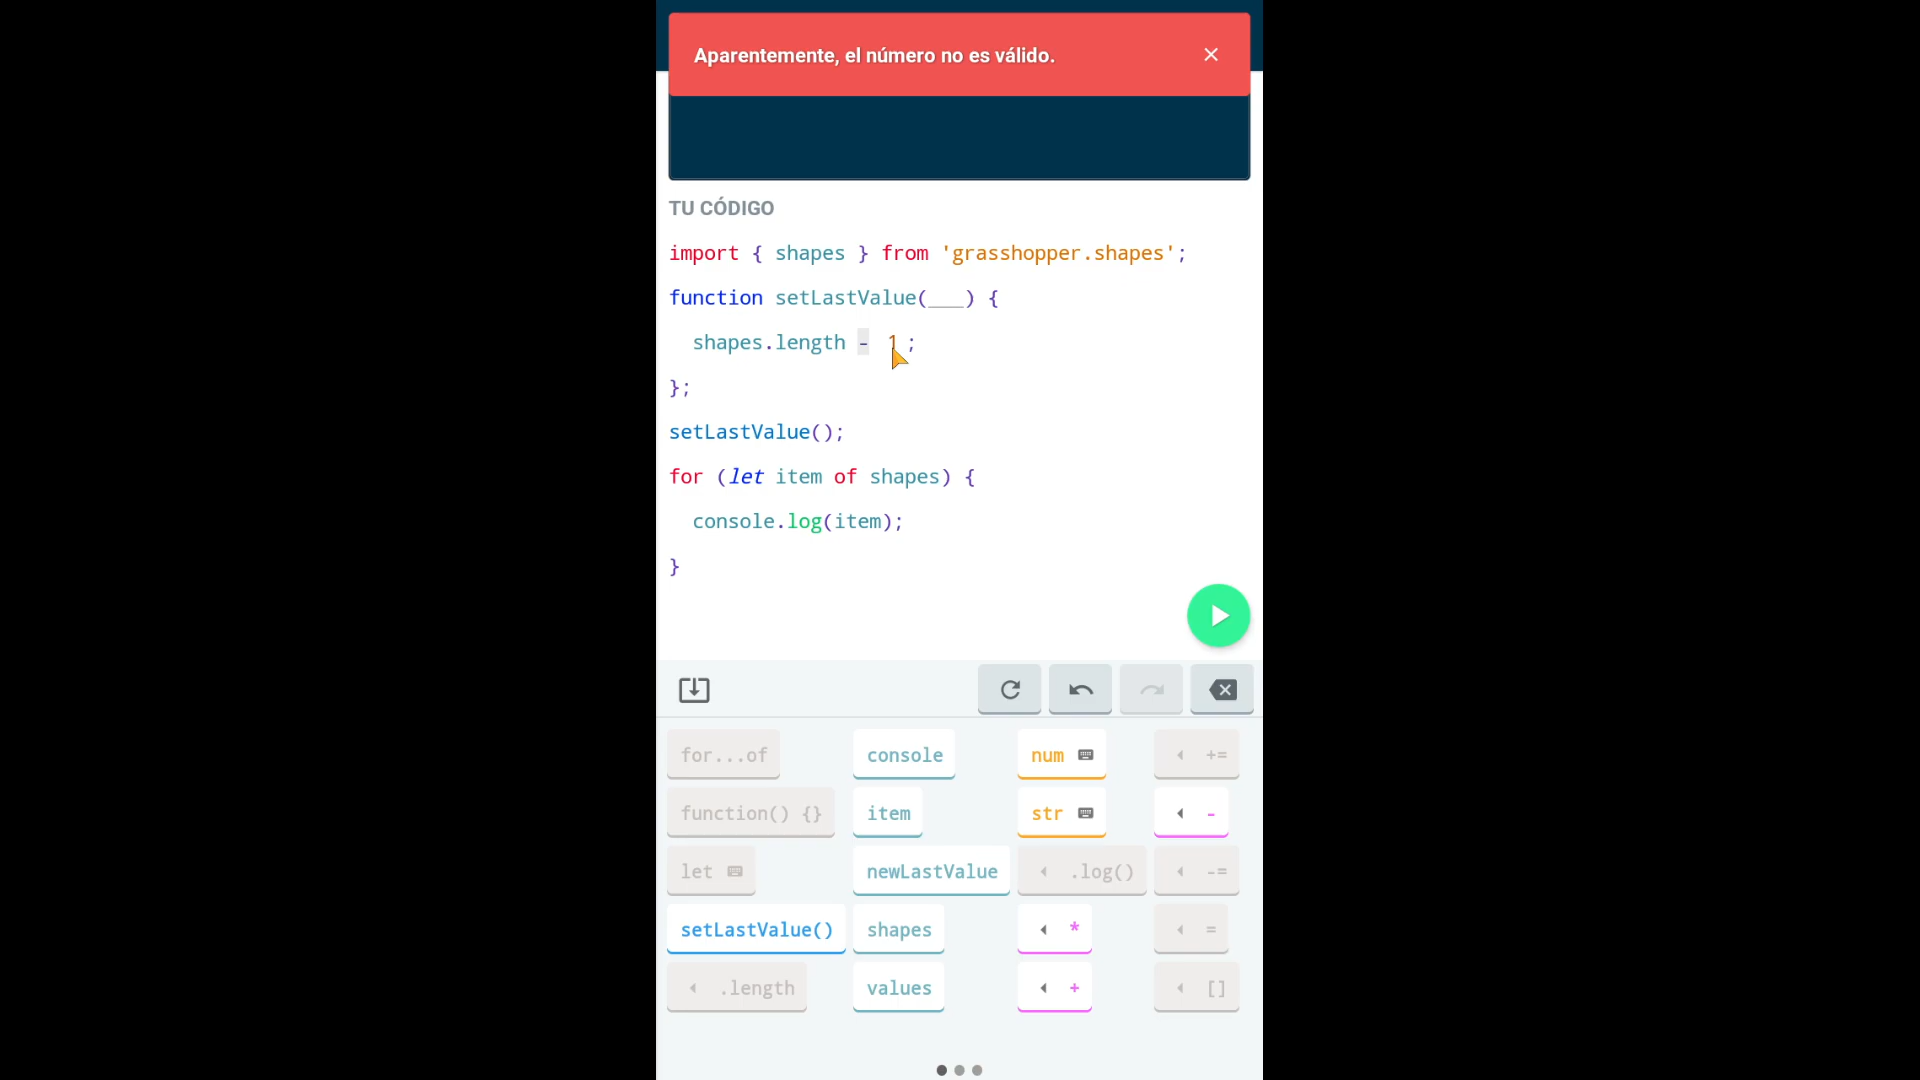 Aparentemente, el número no es válido.
TU CÓDIGO
import { shapes } from 'grasshopper.shapes';
function setLastValue(___) {
shapes.length - 1 ;
};
setLastValue();
for (let item of shapes) {
console.log(item);
}
for...of console num +=
function() {} item str -
let newLastValue .log() -=
setLastValue() shapes * =
.length values + []